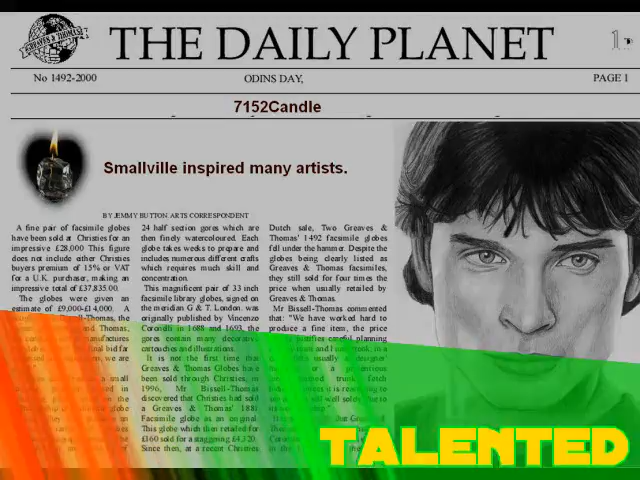 THE DAILY PLANET
GREAVES & THOMAS
No 1492-2000
ODINS DAY,
PAGE 1
7152Candle
Smallville inspired many artists.
BY JEMMY BUTTON ARTS CORRESPONDENT
A fine pair of facsimile globes
have been sold at Christies for an
impressive £28,000 This figure
does not include either Christies
buyers premium of 15% or VAT
for a U.K. purchaser, making an
impressive total of £37,835.00.
The globes were given an
estimate of £9,000-£14,000. A
24 half section gores which are
then finely watercoloured. Each
globe takes weeks to prepare and
includes numerous different crafts
which requires much skill and
concentration.
This magnificent pair of 33 inch
facsimile library globes, signed on
the meridian G & T. London. was
originally published by Vincenzo
Coronelli in 1688 and 1693, the
gores contain many decorative
cartouches and illustrations.
It is not the first time that
Greaves & Thomas Globes have
been sold through Christies, in
1996, Mr Bissell-Thomas
discovered that Christies had sold
a Greaves & Thomas' 1881
Facsimile globe as an original.
This globe which then retailed for
£160 sold for a staggering £4,320.
Since then, at a recent Christies
Dutch sale, Two Greaves &
Thomas' 1492 facsimile globes
fell under the hammer. Despite the
globes being clearly listed as
Greaves & Thomas facsimiles,
they still sold for four times the
price when usually retailed by
Greaves & Thomas.
Mr Bissell-Thomas commented
that: "We have worked hard to
produce a fine item, the price
TALENTED